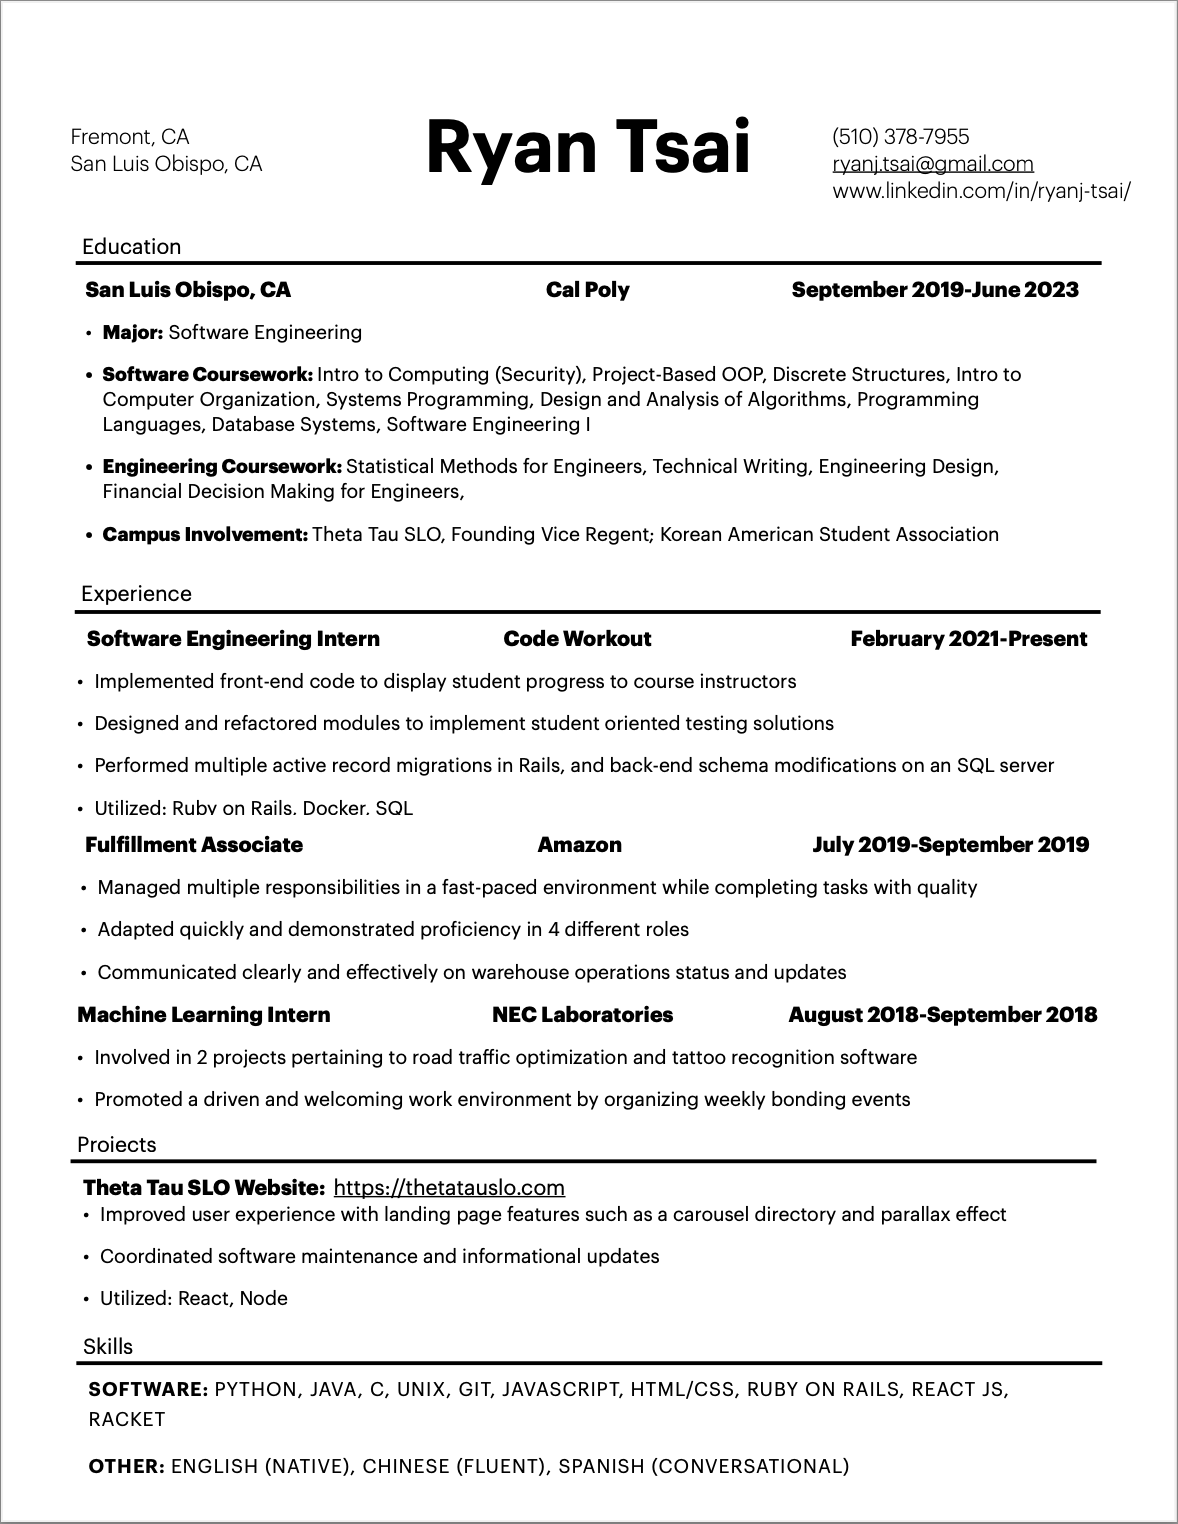 Fremont, CA
San Luis Obispo, CA
Ryan Tsai
(510) 378-7955
ryanj.tsai@gmail.com
www.linkedin.com/in/ryanj-tsai/
Education
San Luis Obispo, CA Cal Poly September 2019-June 2023
• Major: Software Engineering
• Software Coursework: Intro to Computing (Security), Project-Based OOP, Discrete Structures, Intro to
Computer Organization, Systems Programming, Design and Analysis of Algorithms, Programming
Languages, Database Systems, Software Engineering I
• Engineering Coursework: Statistical Methods for Engineers, Technical Writing, Engineering Design,
Financial Decision Making for Engineers,
• Campus Involvement: Theta Tau SLO, Founding Vice Regent; Korean American Student Association
Experience
Software Engineering Intern Code Workout February 2021-Present
• Implemented front-end code to display student progress to course instructors
• Designed and refactored modules to implement student oriented testing solutions
• Performed multiple active record migrations in Rails, and back-end schema modifications on an SQL server
• Utilized: Ruby on Rails, Docker, SQL
Fulfillment Associate Amazon July 2019-September 2019
• Managed multiple responsibilities in a fast-paced environment while completing tasks with quality
• Adapted quickly and demonstrated proficiency in 4 different roles
• Communicated clearly and effectively on warehouse operations status and updates
Machine Learning Intern NEC Laboratories August 2018-September 2018
• Involved in 2 projects pertaining to road traffic optimization and tattoo recognition software
• Promoted a driven and welcoming work environment by organizing weekly bonding events
Projects
Theta Tau SLO Website: https://thetatauslo.com
• Improved user experience with landing page features such as a carousel directory and parallax effect
• Coordinated software maintenance and informational updates
• Utilized: React, Node
Skills
SOFTWARE: PYTHON, JAVA, C, UNIX, GIT, JAVASCRIPT, HTML/CSS, RUBY ON RAILS, REACT JS,
RACKET
OTHER: ENGLISH (NATIVE), CHINESE (FLUENT), SPANISH (CONVERSATIONAL)